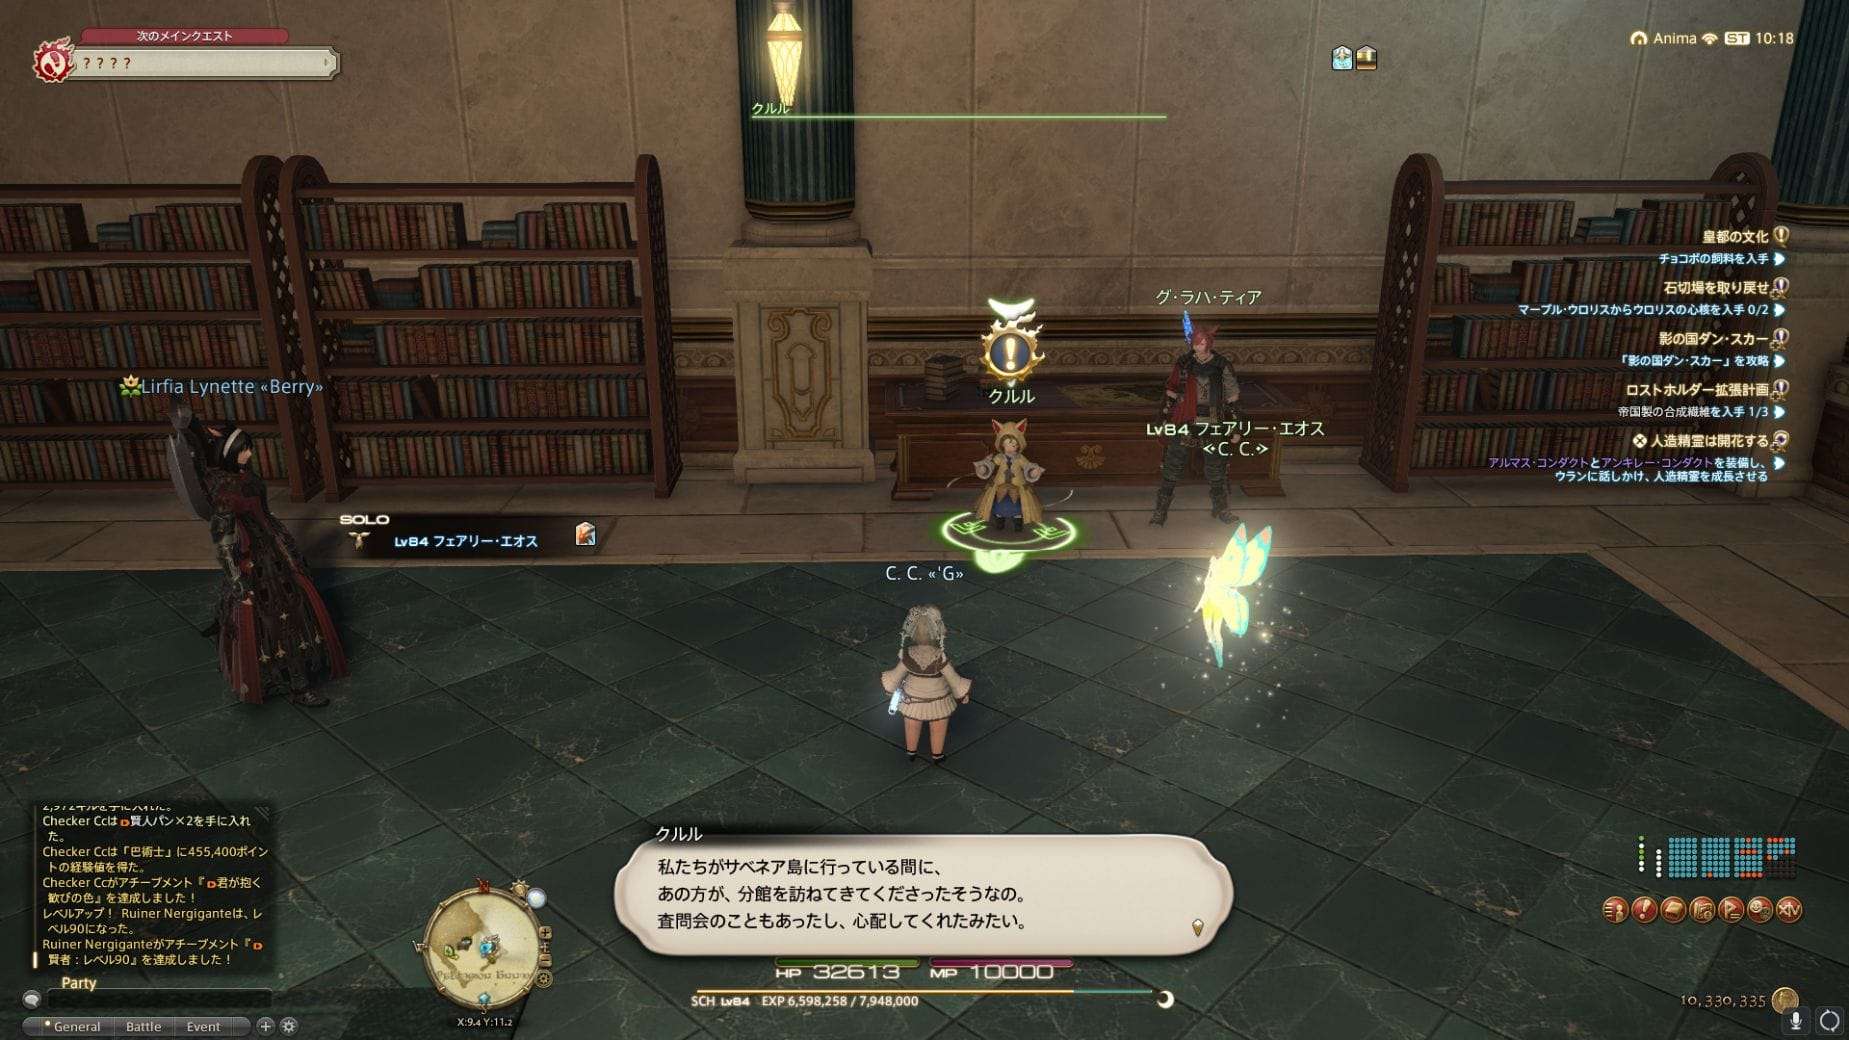 次のメインクエスト
????
Anima ST 10:18
クルル
皇都の文化
チョコボの飼料を入手
石切場を取り戻せ
マーブル・ウロリスからウロリスの心核を入手 0/2
影の国ダン・スカー
「影の国ダン・スカー」を攻略
ロストホルダー拡張計画
帝国製の合成繊維を入手 1/3
人造精霊は開花する
アルマス・コンダクトとアンキレー・コンダクトを装備し、
ウランに話しかけ、人造精霊を成長させる
グ・ラハ・ティア
Lirfia Lynette «Berry»
クルル
Lv84 フェアリー・エオス
<C. C.>
SOLO
Lv84 フェアリー・エオス
C. C. «'G»
2,972ギルを手に入れた。
Checker Ccは賢人パン×2を手に入れ
た。
Checker Ccは「巴術士」に455,400ポイン
トの経験値を得た。
Checker Ccがアチーブメント『君が抱く
歓びの色』を達成しました!
レベルアップ! Ruiner Nergiganteは、レ
ベル90になった。
Ruiner Nergiganteがアチーブメント『
賢者:レベル90』を達成しました!
Party
General Battle Event
X:9.4 Y:11.2
クルル
私たちがサベネア島に行っている間に、
あの方が、分館を訪ねてきてくださったそうなの。
査問会のこともあったし、心配してくれたみたい。
HP 32613 MP 10000
SCH Lv84 EXP 6,598,258 / 7,948,000
XIV
10,330,335